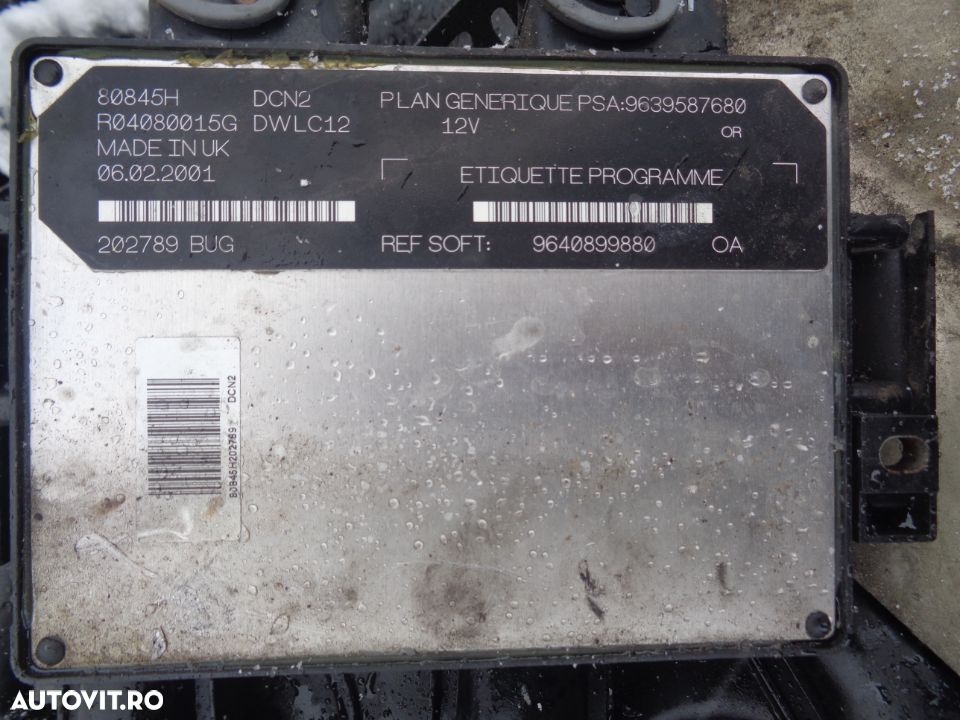 80845H DCN2 PLAN GENERIQUE PSA:9639587680
R04080015G DWLC12 12V OR
MADE IN UK
06.02.2001 ETIQUETTE PROGRAMME
202789 BUG REF SOFT: 9640899880 OA
80845H202789 DCN2
AUTOVIT.RO